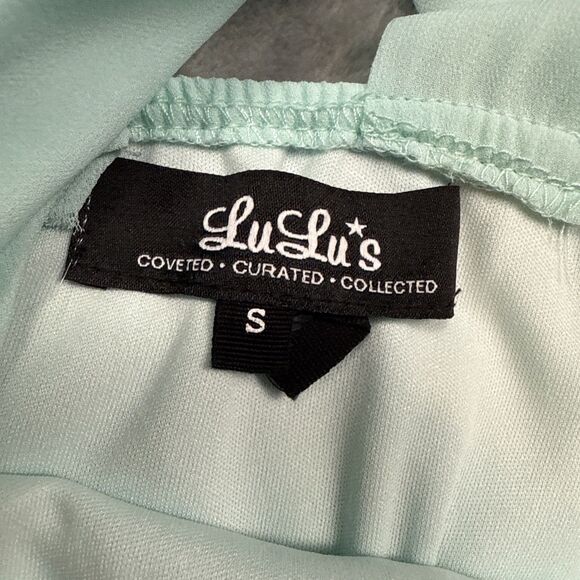 LuLu's
COVETED · CURATED · COLLECTED
S